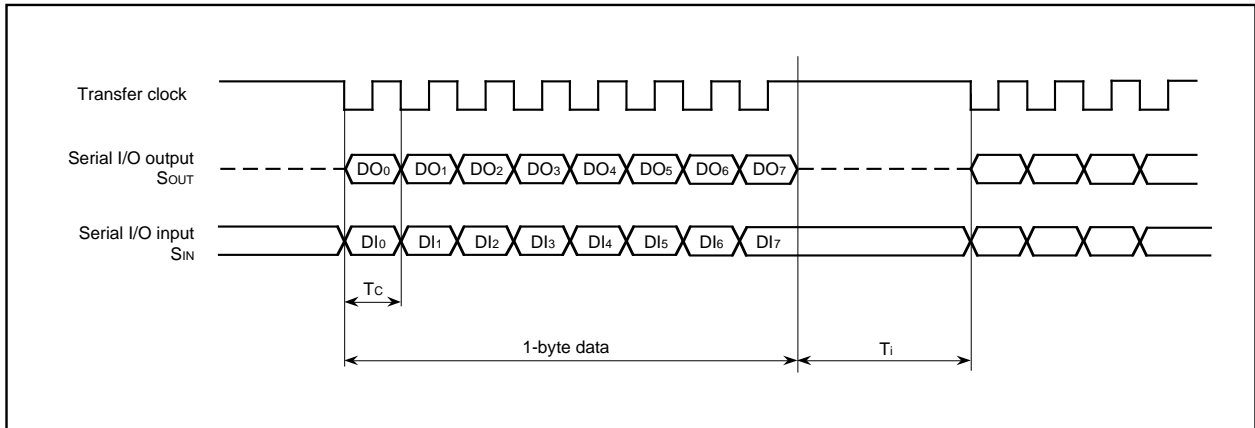 Transfer clock
Serial I/O output
SOUT
DO0 DO1 DO2 DO3 DO4 DO5 DO6 DO7
Serial I/O input
SIN
DI0 DI1 DI2 DI3 DI4 DI5 DI6 DI7
TC
1-byte data
Ti